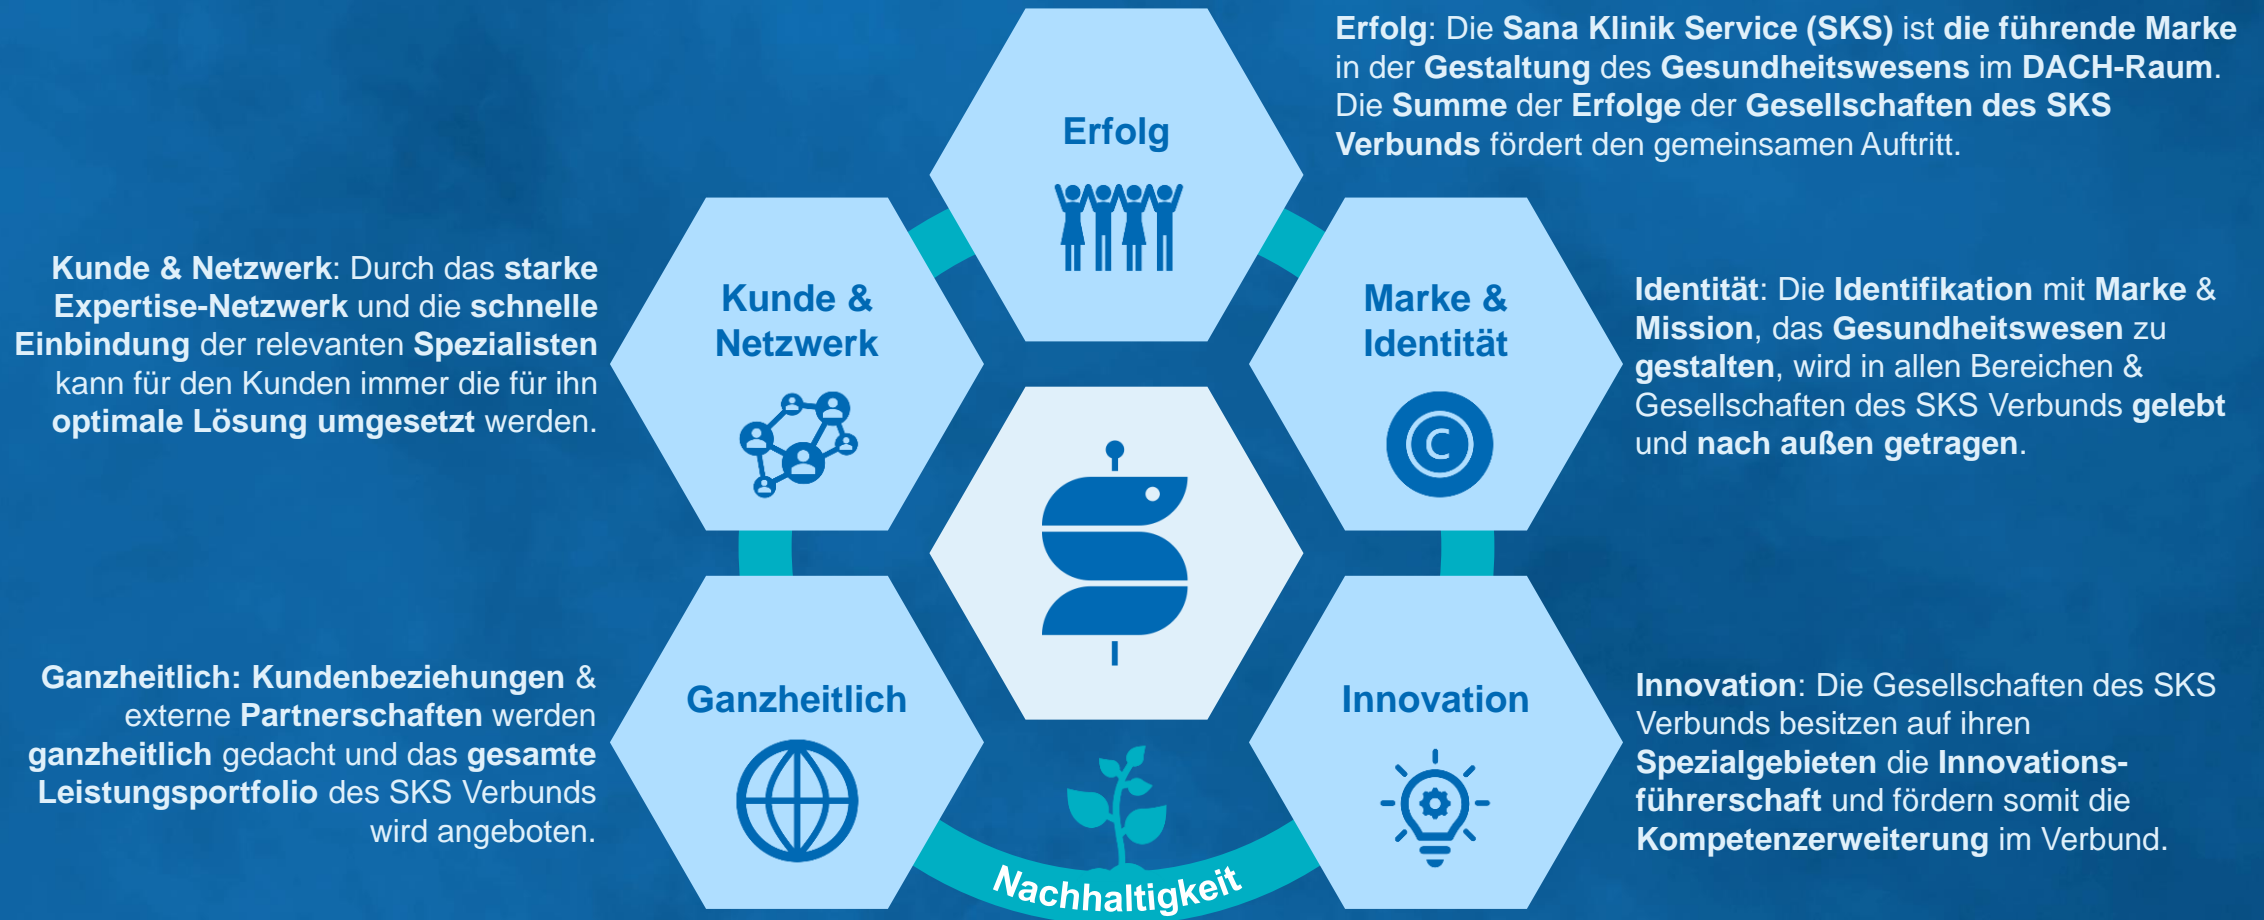 Erfolg: Die Sana Klinik Service (SKS) ist die führende Marke
in der Gestaltung des Gesundheitswesens im DACH-Raum.
Die Summe der Erfolge der Gesellschaften des SKS
Verbunds fördert den gemeinsamen Auftritt.
Erfolg
Kunde & Netzwerk: Durch das starke
Expertise-Netzwerk und die schnelle
Einbindung der relevanten Spezialisten
kann für den Kunden immer die für ihn
optimale Lösung umgesetzt werden.
Kunde &
Netzwerk
Marke &
Identität
Identität: Die Identifikation mit Marke &
Mission, das Gesundheitswesen zu
gestalten, wird in allen Bereichen &
Gesellschaften des SKS Verbunds gelebt
und nach außen getragen.
C
Ganzheitlich: Kundenbeziehungen &
externe Partnerschaften werden
ganzheitlich gedacht und das gesamte
Leistungsportfolio des SKS Verbunds
wird angeboten.
Ganzheitlich
Innovation
Innovation: Die Gesellschaften des SKS
Verbunds besitzen auf ihren
Spezialgebieten die Innovations-
führerschaft und fördern somit die
Kompetenzerweiterung im Verbund.
Nachhaltigkeit